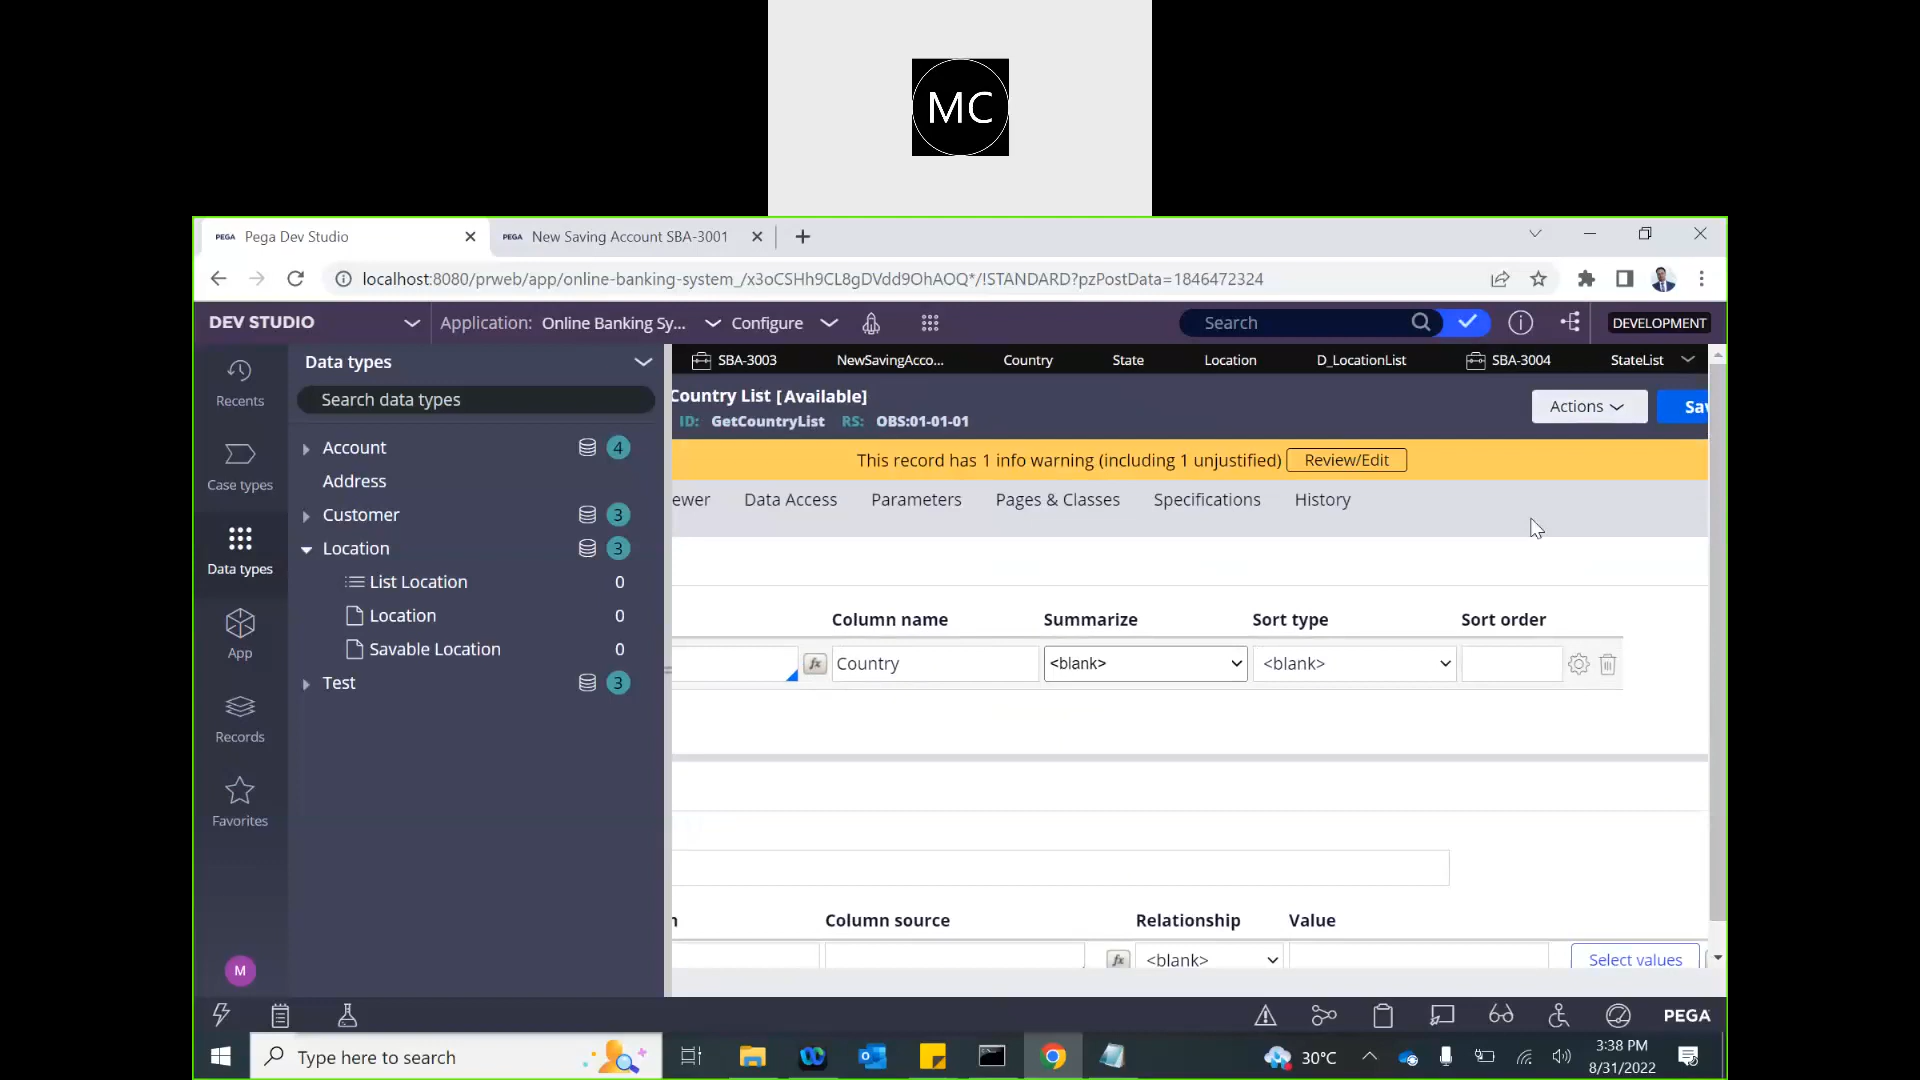 MC
PEGA Pega Dev Studio
PEGA New Saving Account SBA-3001
localhost:8080/prweb/app/online-banking-system_/x3oCSHh9CL8gDVdd9OhAOQ*/!STANDARD?pzPostData=1846472324
DEV STUDIO
Application: Online Banking Sy...
Configure
Search
DEVELOPMENT
Recents
Case types
Data types
App
Records
Favorites
M
Data types
Search data types
Account 4
Address
Customer 3
Location 3
List Location 0
Location 0
Savable Location 0
Test 3
SBA-3003 NewSavingAcco... Country State Location D_LocationList SBA-3004 StateList
Country List [Available]
ID: GetCountryList RS: OBS:01-01-01
Actions
Sav
This record has 1 info warning (including 1 unjustified) Review/Edit
ewer Data Access Parameters Pages & Classes Specifications History
Column name Summarize Sort type Sort order
fx Country <blank> <blank>
n Column source Relationship Value
fx <blank> Select values
PEGA
Type here to search
30°C
3:38 PM
8/31/2022